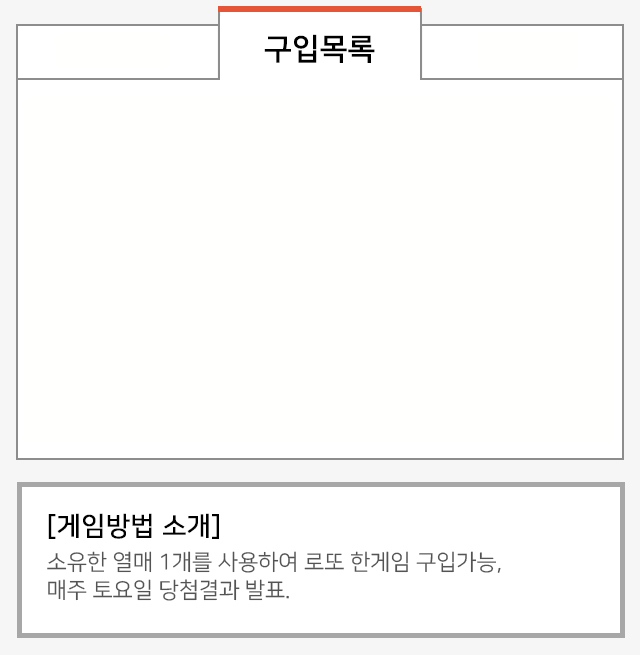 구입목록
[게임방법 소개]
소유한 열매 1개를 사용하여 로또 한게임 구입가능,
매주 토요일 당첨결과 발표.